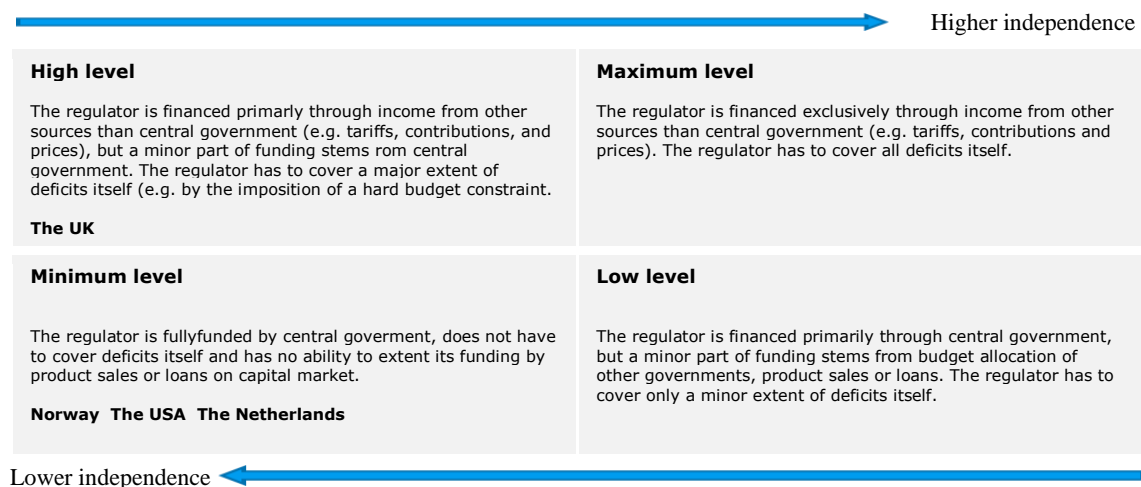 Higher independence
High level
The regulator is financed primarly through income from other
sources than central government (e.g. tariffs, contributions, and
prices), but a minor part of funding stems rom central
government. The regulator has to cover a major extent of
deficits itself (e.g. by the imposition of a hard budget constraint.
The UK
Maximum level
The regulator is financed exclusively through income from other
sources than central government (e.g. tariffs, contributions and
prices). The regulator has to cover all deficits itself.
Minimum level
The regulator is fullyfunded by central goverment, does not have
to cover deficits itself and has no ability to extent its funding by
product sales or loans on capital market.
Norway The USA The Netherlands
Low level
The regulator is financed primarily through central government,
but a minor part of funding stems from budget allocation of
other governments, product sales or loans. The regulator has to
cover only a minor extent of deficits itself.
Lower independence